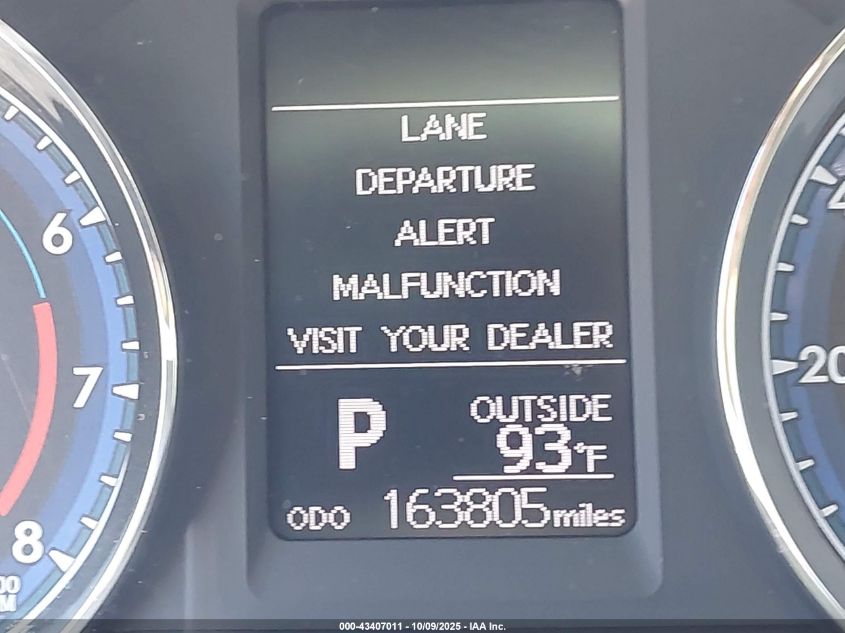 LANE
DEPARTURE
ALERT
MALFUNCTION
VISIT YOUR DEALER
P
OUTSIDE
93°F
ODO 163805 miles
6
7
8
20
000-43407011 - 10/09/2025 - IAA Inc.